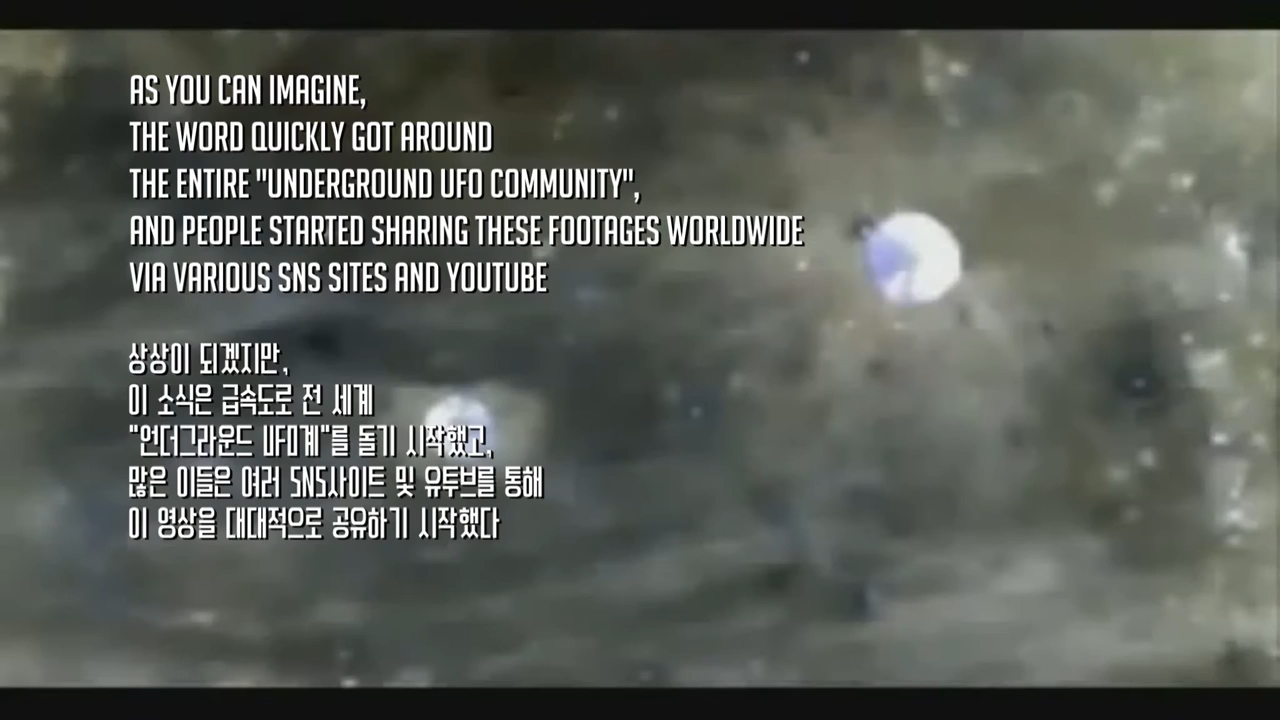 AS YOU CAN IMAGINE,
THE WORD QUICKLY GOT AROUND
THE ENTIRE "UNDERGROUND UFO COMMUNITY",
AND PEOPLE STARTED SHARING THESE FOOTAGES WORLDWIDE
VIA VARIOUS SNS SITES AND YOUTUBE
상상이 되겠지만,
이 소식은 급속도로 전 세계
"언더그라운드 UFO계"를 돌기 시작했고,
많은 이들은 여러 SNS사이트 및 유투브를 통해
이 영상을 대대적으로 공유하기 시작했다